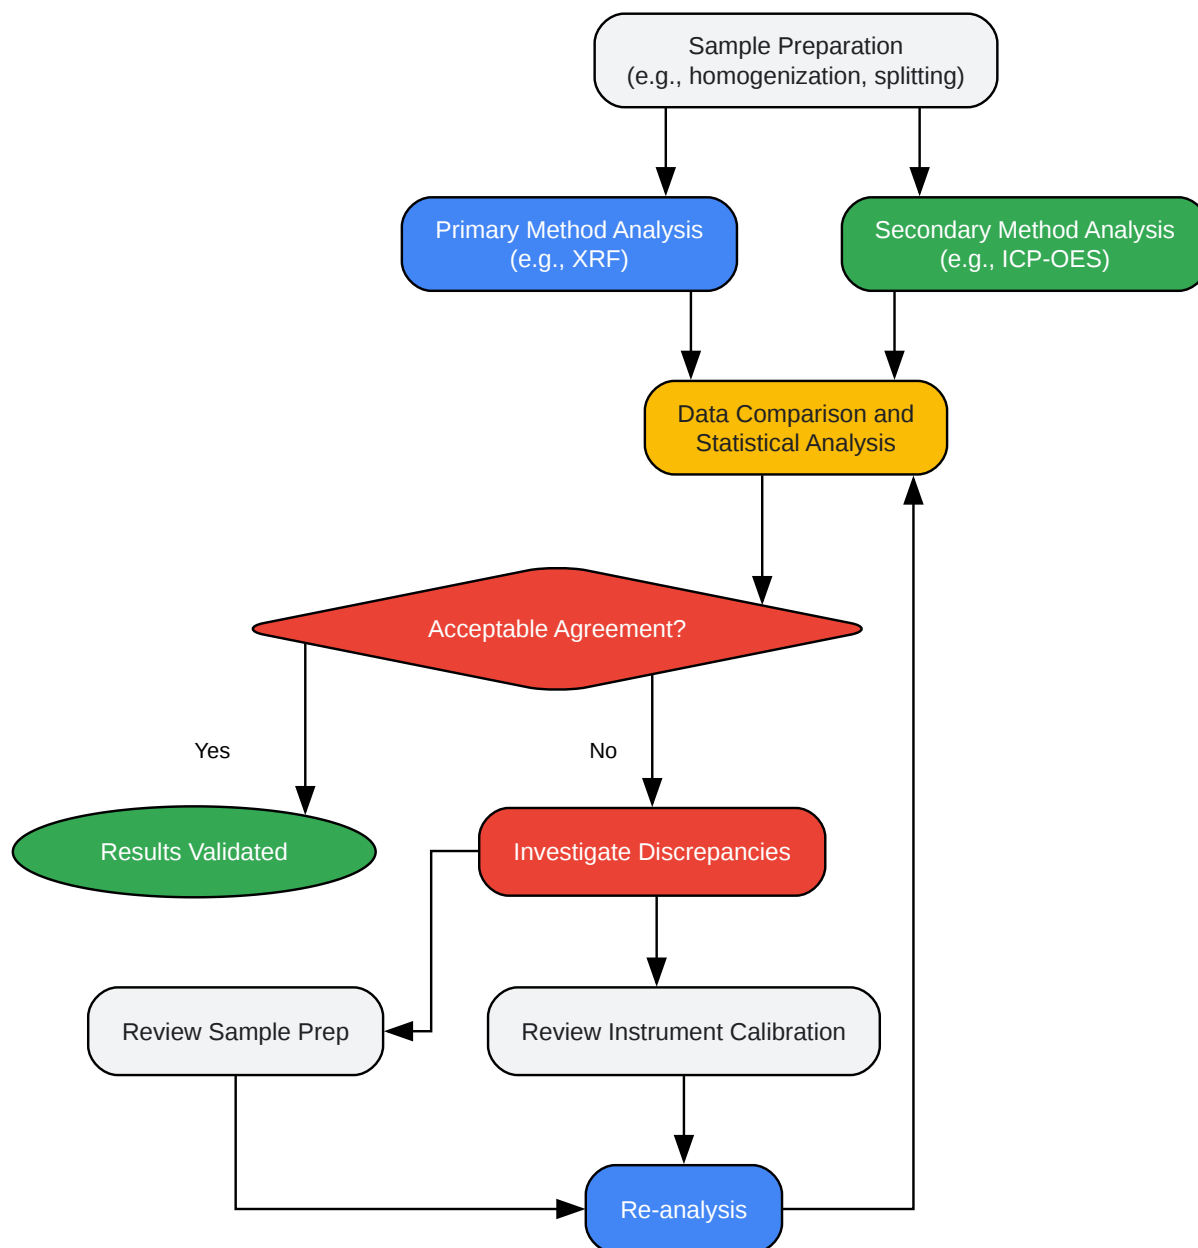 Sample Preparation
(e.g., homogenization, splitting)
Primary Method Analysis
(e.g., XRF)
Secondary Method Analysis
(e.g., ICP-OES)
Data Comparison and
Statistical Analysis
Acceptable Agreement?
Yes
No
Results Validated
Investigate Discrepancies
Review Sample Prep
Review Instrument Calibration
Re-analysis